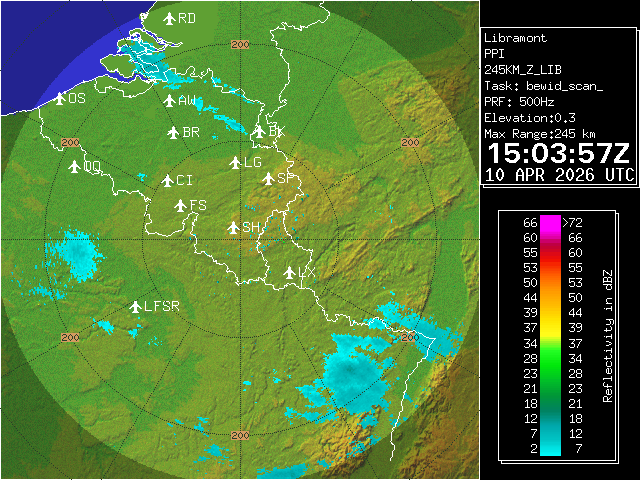 RD
200
OS
AW
BR
BK
200
200
OQ
LG
CI
SP
FS
SH
LX
LFSR
200
200
200
Libramont
PPI
245KM_Z_LIB
Task: bewid_scan_
PRF: 500Hz
Elevation:0.3
Max Range:245 km
15:03:57Z
10 APR 2026 UTC
66 >72
60 66
55 60
53 55
50 53
44 50
39 44
37 39
34 37
28 34
23 28
21 23
18 21
12 18
7 12
2 7
Reflectivity in dBZ